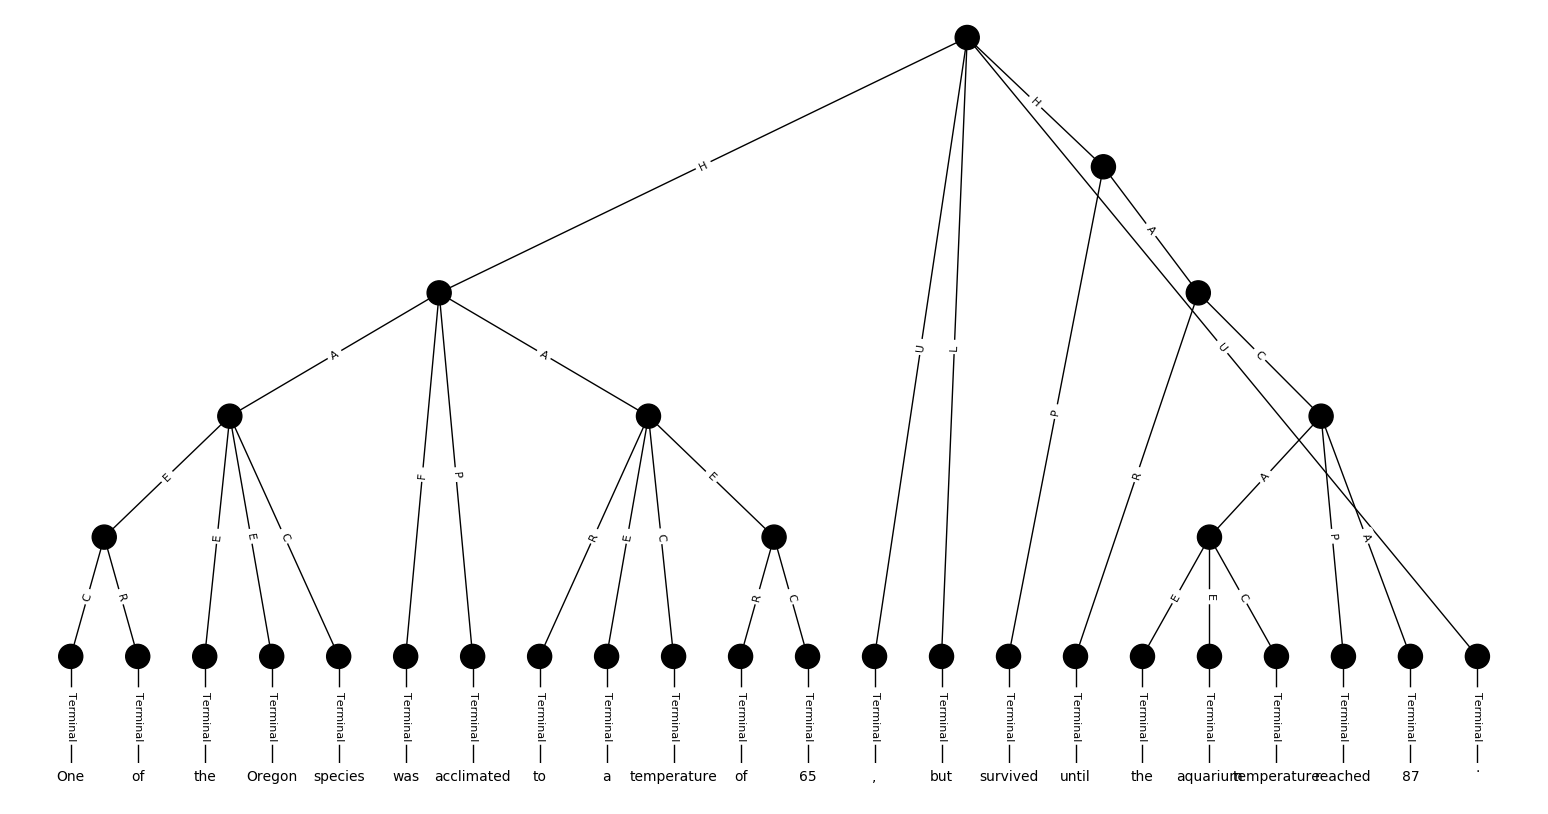 H
H
A
A
A
U
L
U
C
E
F
P
P
R
E
A
E
E
C
R
E
C
P
A
C
R
R
C
E
E
C
Terminal Terminal Terminal Terminal Terminal Terminal Terminal Terminal Terminal Terminal Terminal Terminal Terminal Terminal Terminal Terminal Terminal Terminal Terminal Terminal Terminal Terminal
One of the Oregon species was acclimated to a temperature of 65 , but survived until the aquarium temperature reached 87 .